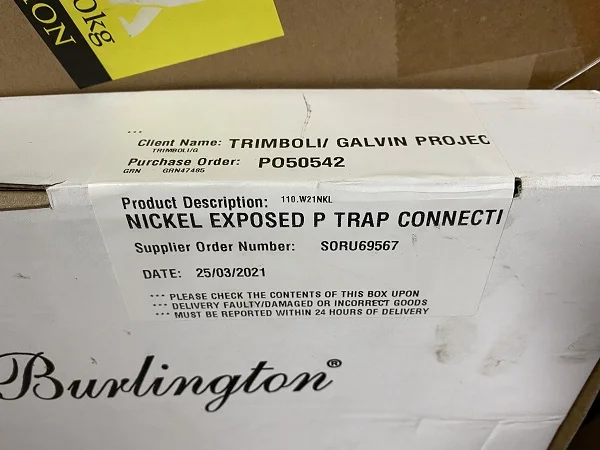 0kg
ION
***
Client Name: TRIMBOLI/ GALVIN PROJEC
TRIMBOLI/G
Purchase Order: PO50542
GRN GRN47485
Product Description: 110.W21NKL
NICKEL EXPOSED P TRAP CONNECTI
Supplier Order Number: SORU69567
DATE: 25/03/2021
*** PLEASE CHECK THE CONTENTS OF THIS BOX UPON
*** DELIVERY FAULTY/DAMAGED OR INCORRECT GOODS
*** MUST BE REPORTED WITHIN 24 HOURS OF DELIVERY
Burlington®